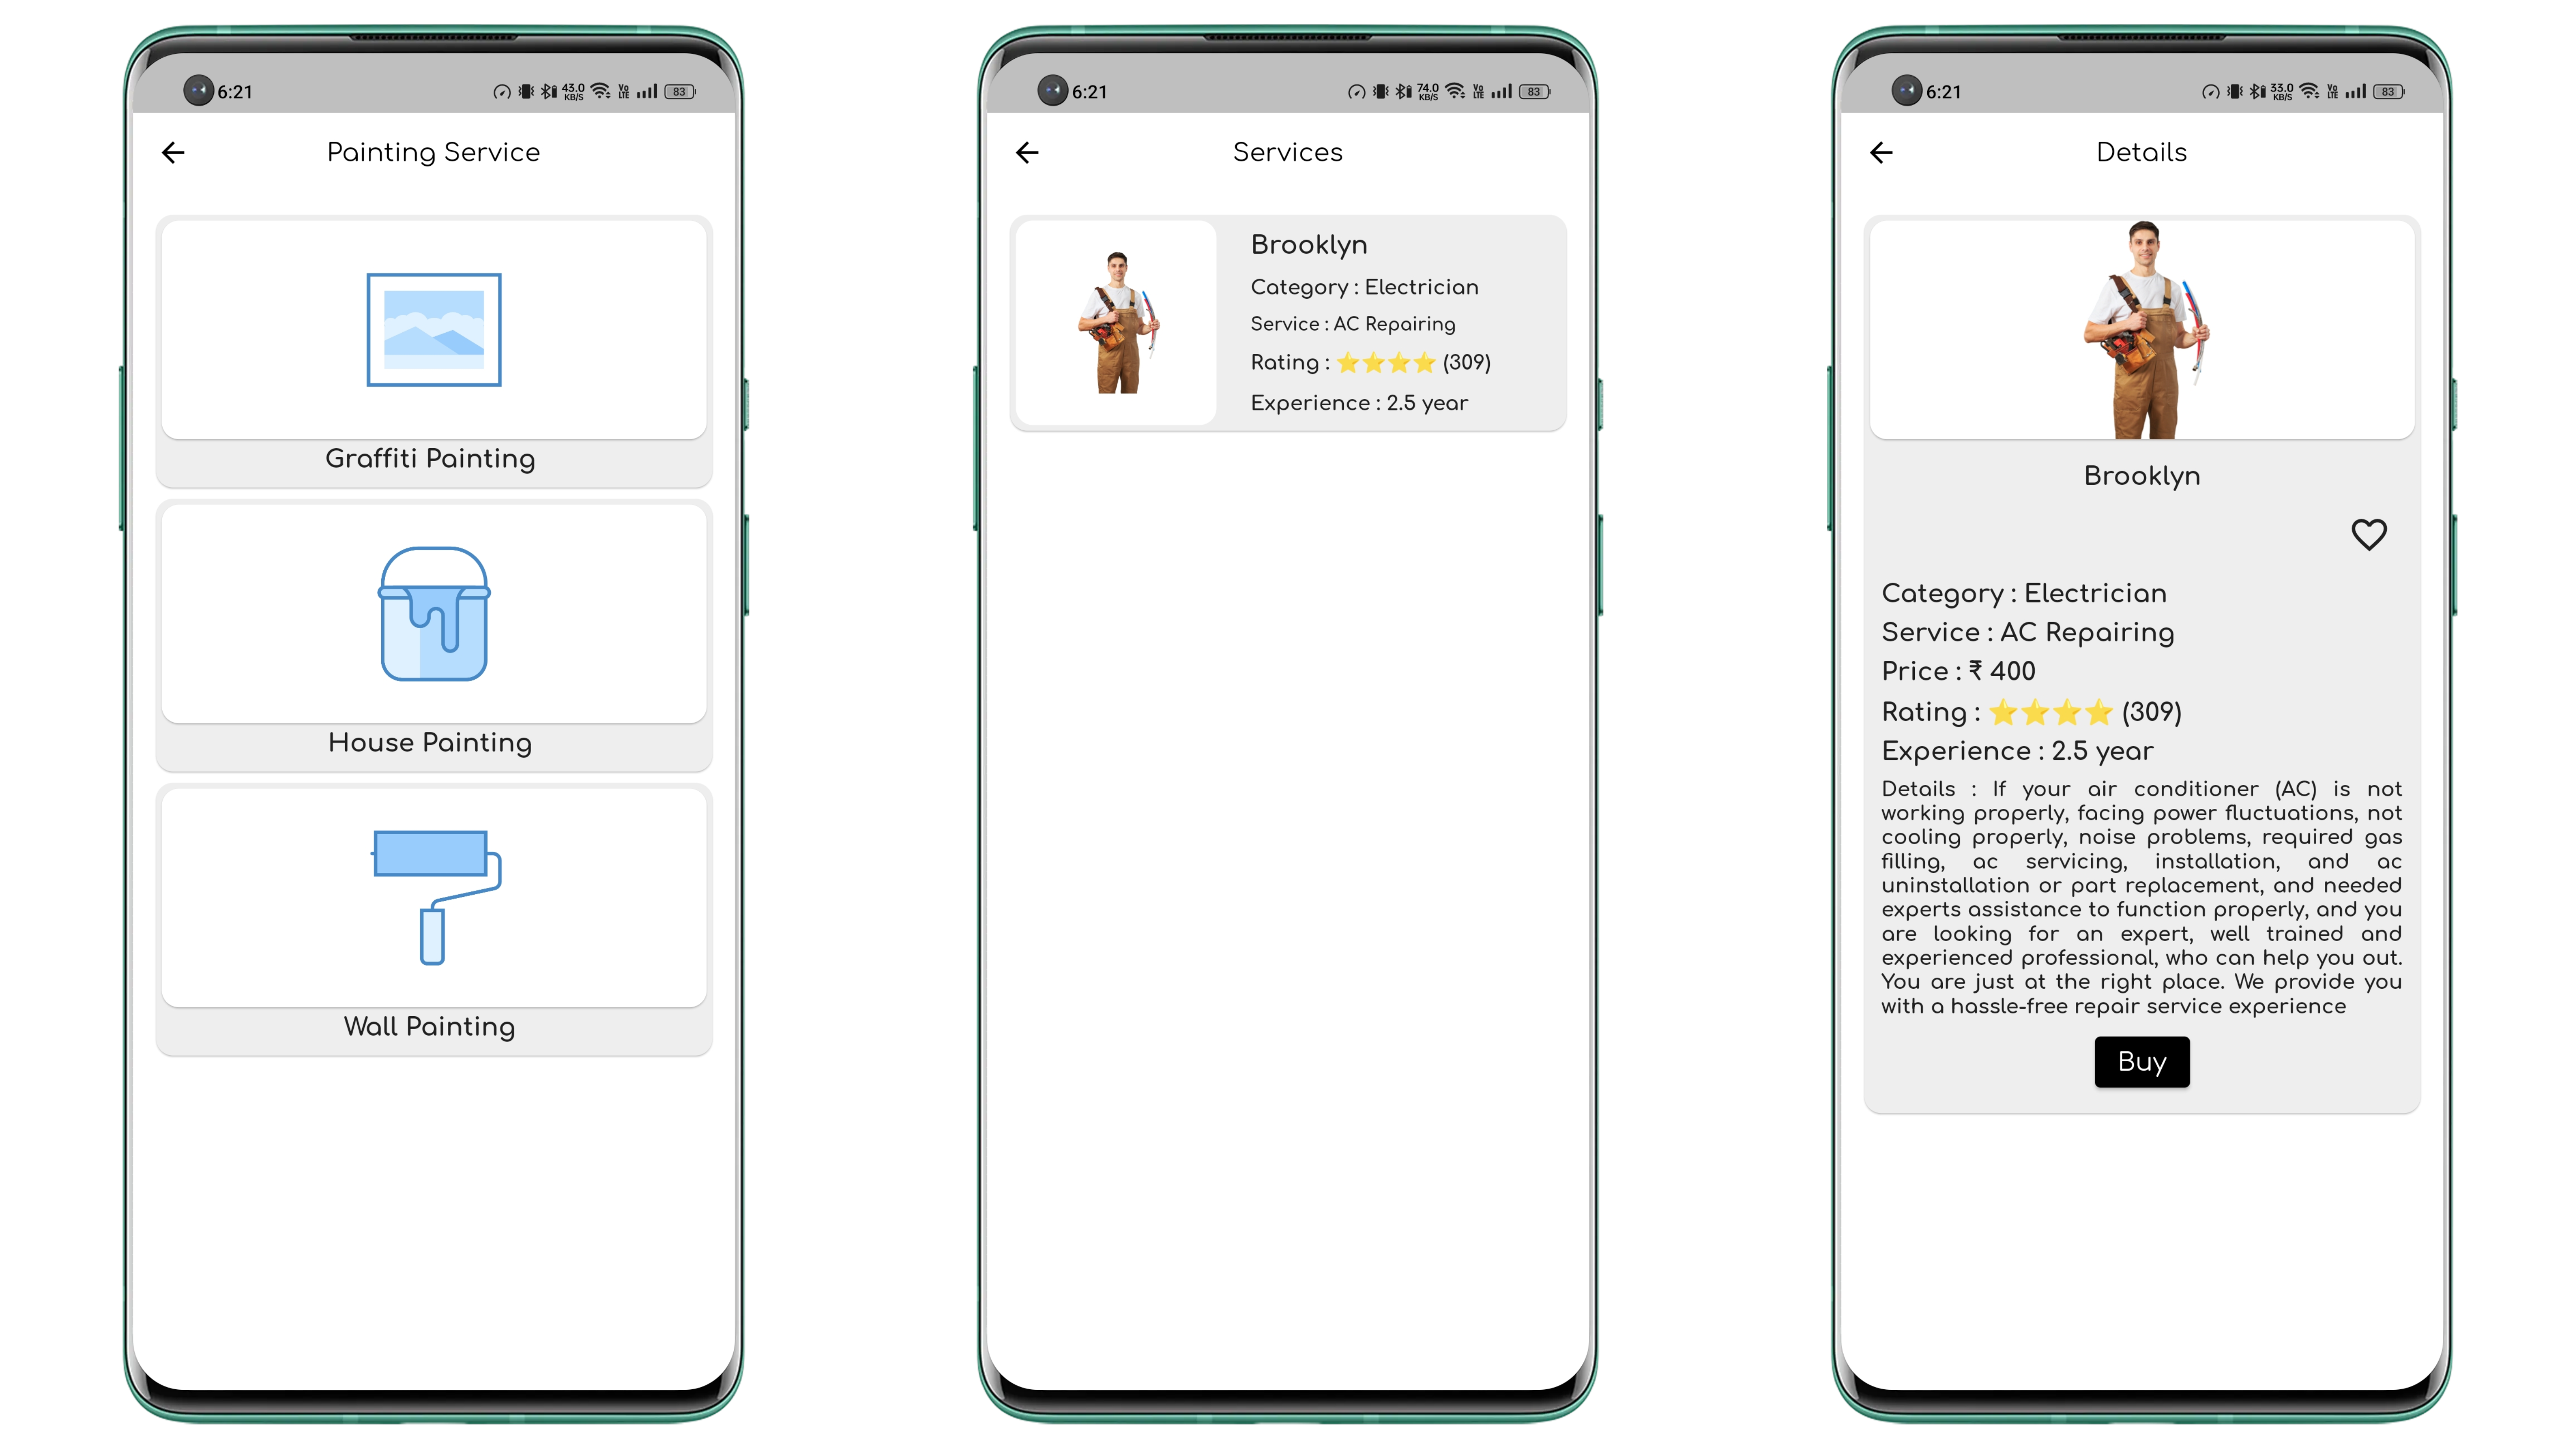 6:21
43.0
KB/S
Vo
LTE
83
Painting Service
Graffiti Painting
House Painting
Wall Painting
6:21
74.0
KB/S
Vo
LTE
83
Services
Brooklyn
Category : Electrician
Service : AC Repairing
Rating : ⭐⭐⭐⭐ (309)
Experience : 2.5 year
6:21
33.0
KB/S
Vo
LTE
83
Details
Brooklyn
Category : Electrician
Service : AC Repairing
Price : ₹ 400
Rating : ⭐⭐⭐⭐ (309)
Experience : 2.5 year
Details : If your air conditioner (AC) is not
working properly, facing power fluctuations, not
cooling properly, noise problems, required gas
filling, ac servicing, installation, and ac
uninstallation or part replacement, and needed
experts assistance to function properly, and you
are looking for an expert, well trained and
experienced professional, who can help you out.
You are just at the right place. We provide you
with a hassle-free repair service experience
Buy